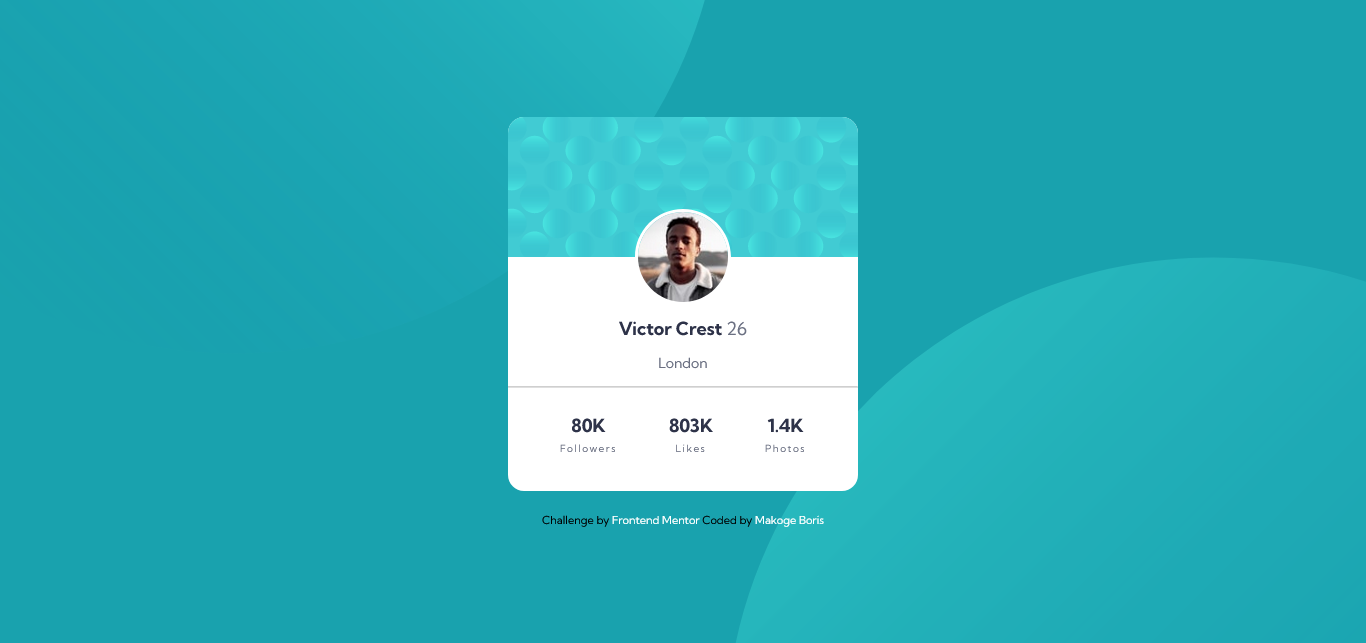 Victor Crest 26
London
80K 803K 1.4K
Followers Likes Photos
Challenge by Frontend Mentor Coded by Makoge Boris